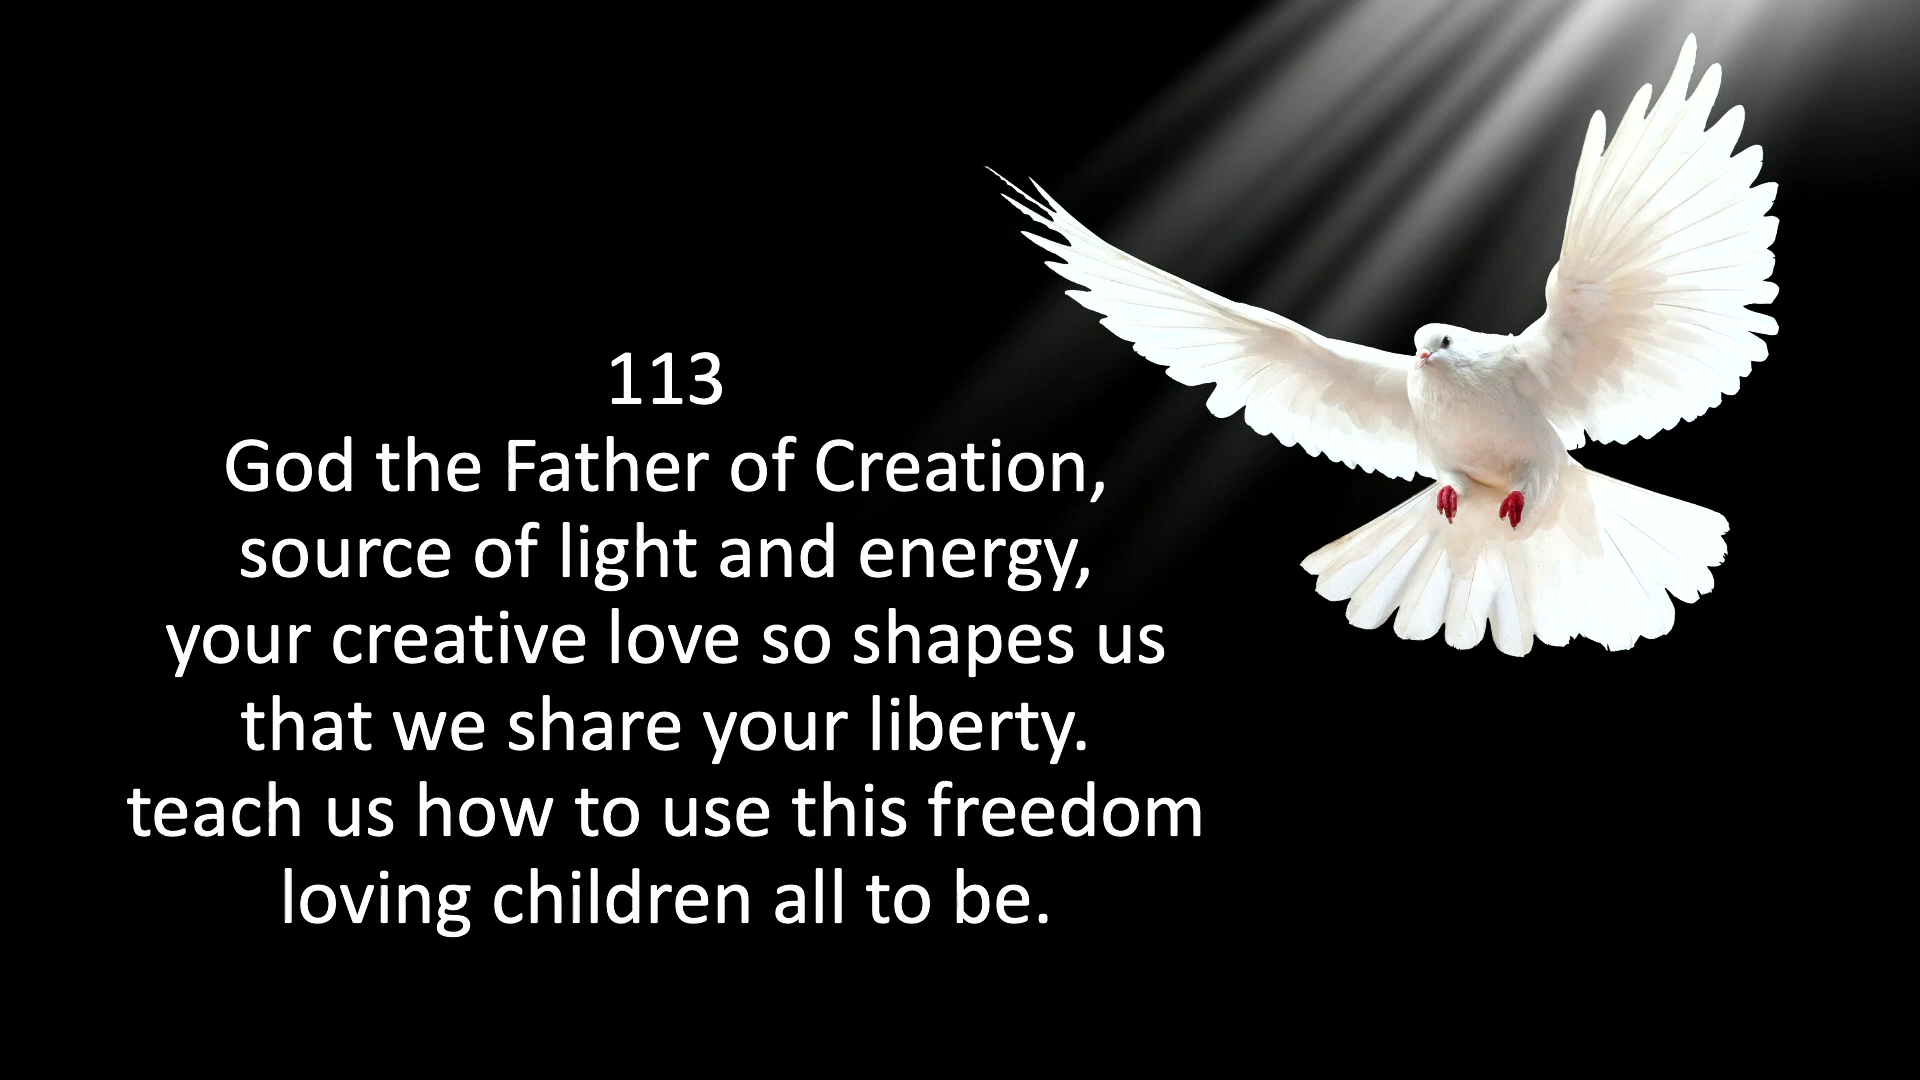 113
God the Father of Creation,
source of light and energy,
your creative love so shapes us
that we share your liberty.
teach us how to use this freedom
loving children all to be.